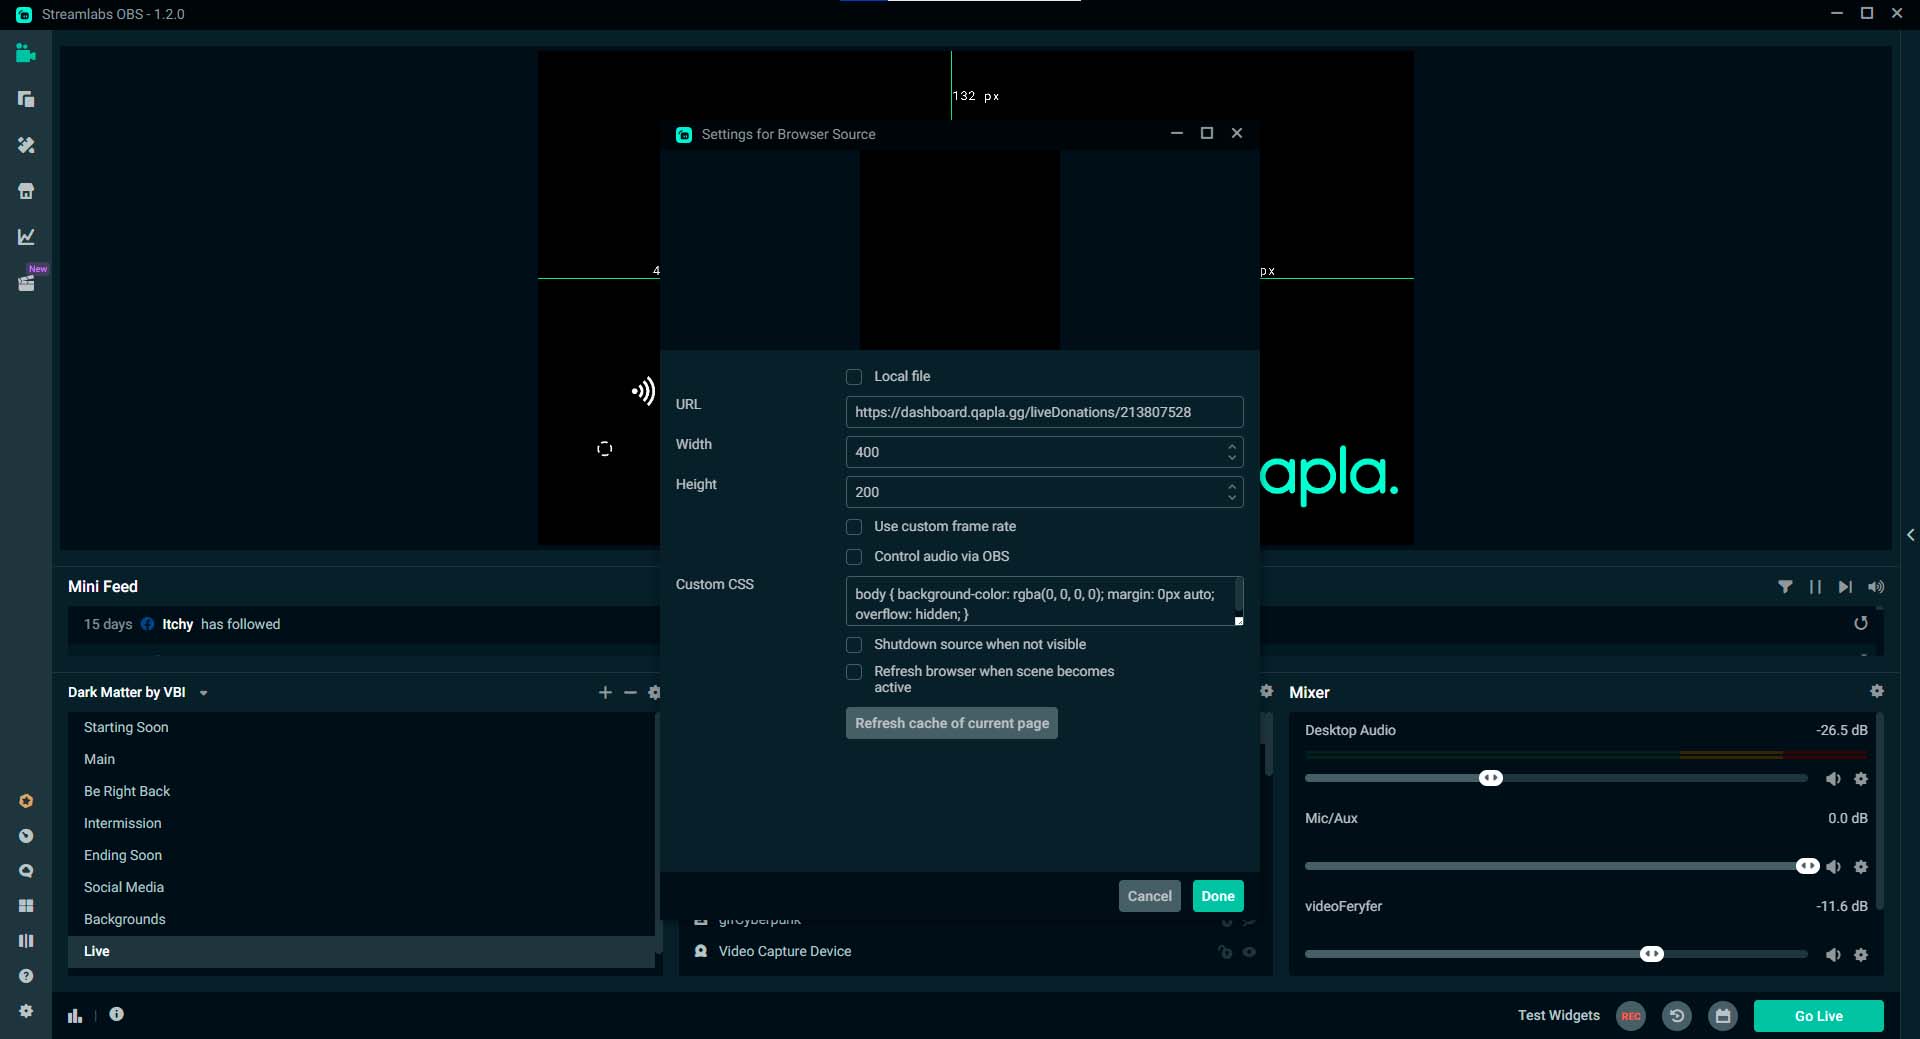 Streamlabs OBS - 1.2.0
132 px
Settings for Browser Source
New
4
px
Local file
URL
https://dashboard.qapla.gg/liveDonations/213807528
Width
400
Height
200
apla.
Use custom frame rate
Control audio via OBS
Custom CSS
body { background-color: rgba(0, 0, 0, 0); margin: 0px auto;
overflow: hidden; }
Mini Feed
15 days Itchy has followed
Shutdown source when not visible
Refresh browser when scene becomes
active
Refresh cache of current page
Dark Matter by VBI
Starting Soon
Main
Be Right Back
Intermission
Ending Soon
Social Media
Backgrounds
Live
Cancel
Done
Video Capture Device
Mixer
Desktop Audio -26.5 dB
Mic/Aux 0.0 dB
videoFeryfer -11.6 dB
Test Widgets
REC
Go Live